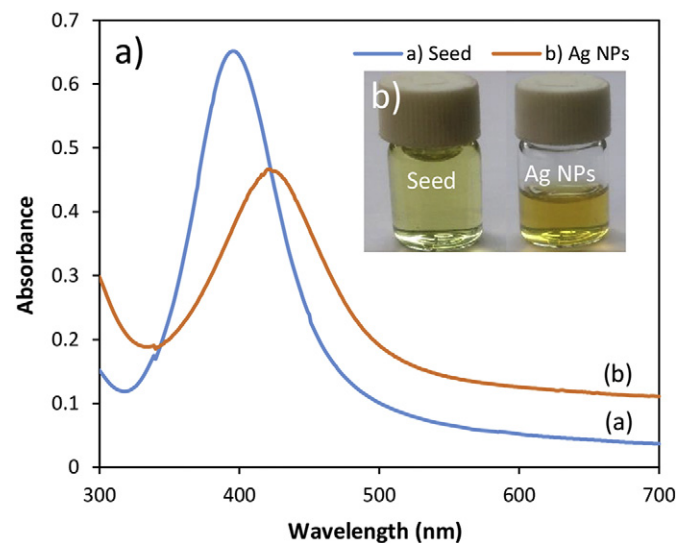 0.7
0.6
0.5
0.4
0.3
0.2
0.1
0
Absorbance
a)
a) Seed
b) Ag NPs
b)
Seed
Ag NPs
(b)
(a)
300
400
500
600
700
Wavelength (nm)